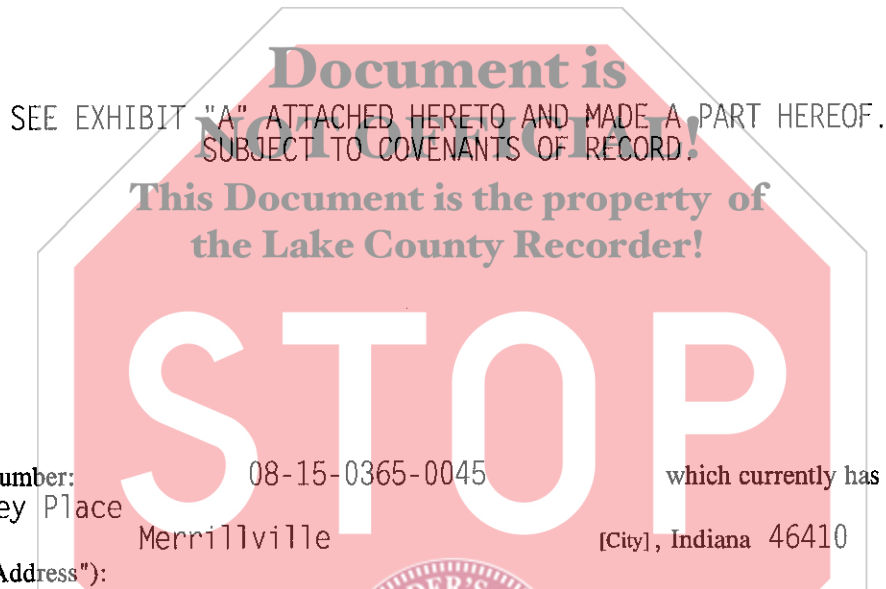 Document is
SEE EXHIBIT "A" ATTACHED HERETO AND MADE A PART HEREOF.
NOT OFFICIAL!
SUBJECT TO COVENANTS OF RECORD.
This Document is the property of
the Lake County Recorder!
STOP
umber: 08-15-0365-0045 which currently has
ey Place
Merrillville [City], Indiana 46410
Address"):
DER'S